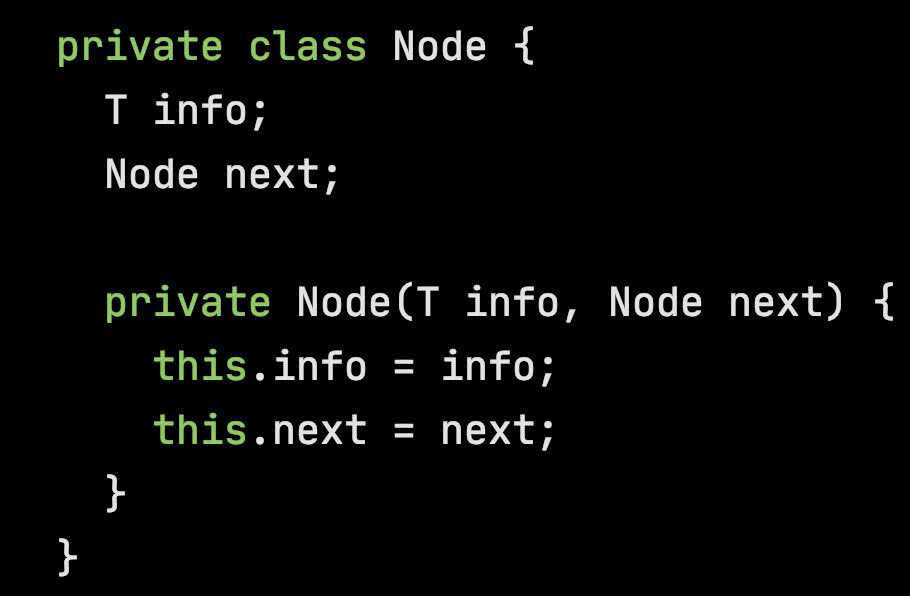 private class Node {
T info;
Node next;
private Node(T info, Node next) {
this.info = info;
this.next = next;
}
}